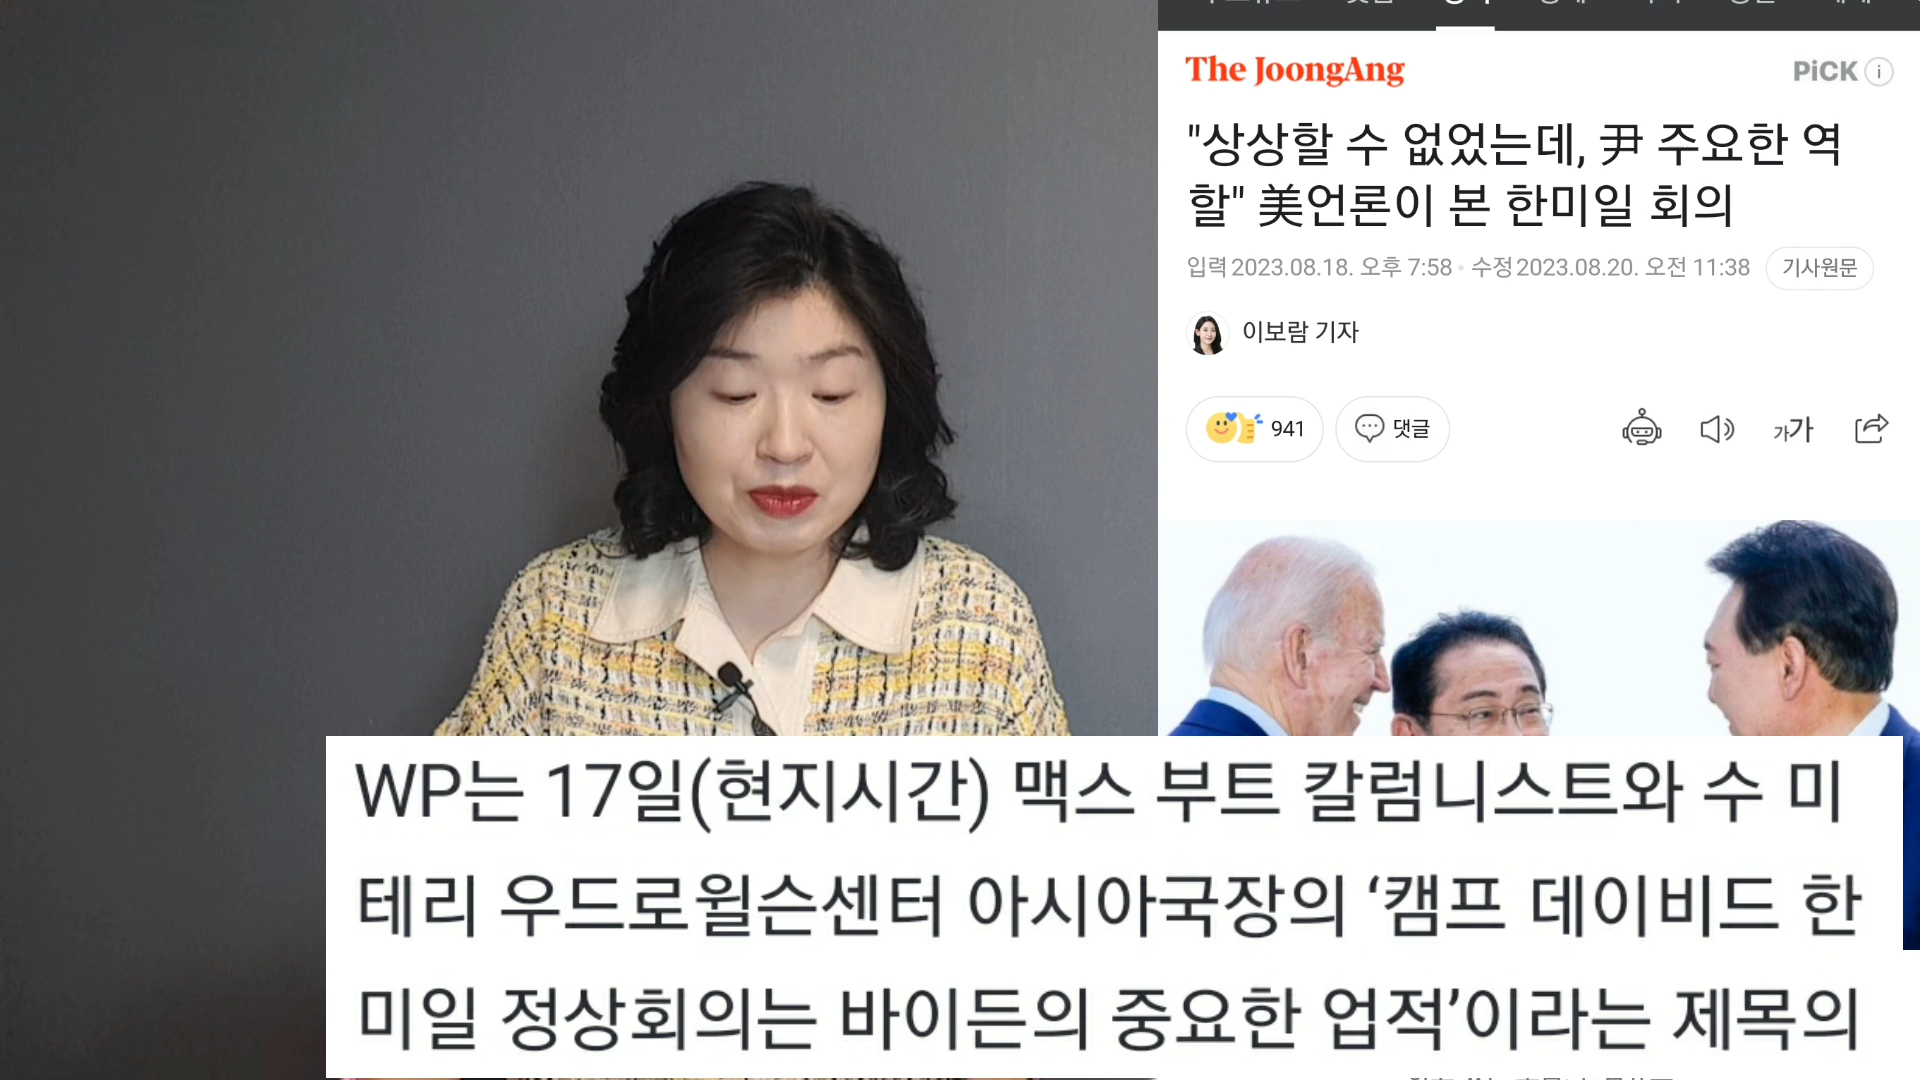 The JoongAng
PiCK i
"상상할 수 없었는데, 尹 주요한 역
할" 美언론이 본 한미일 회의
입력 2023.08.18. 오후 7:58 · 수정 2023.08.20. 오전 11:38 기사원문
이보람 기자
941 댓글
가가
WP는 17일(현지시간) 맥스 부트 칼럼니스트와 수 미
테리 우드로윌슨센터 아시아국장의 ‘캠프 데이비드 한
미일 정상회의는 바이든의 중요한 업적’이라는 제목의